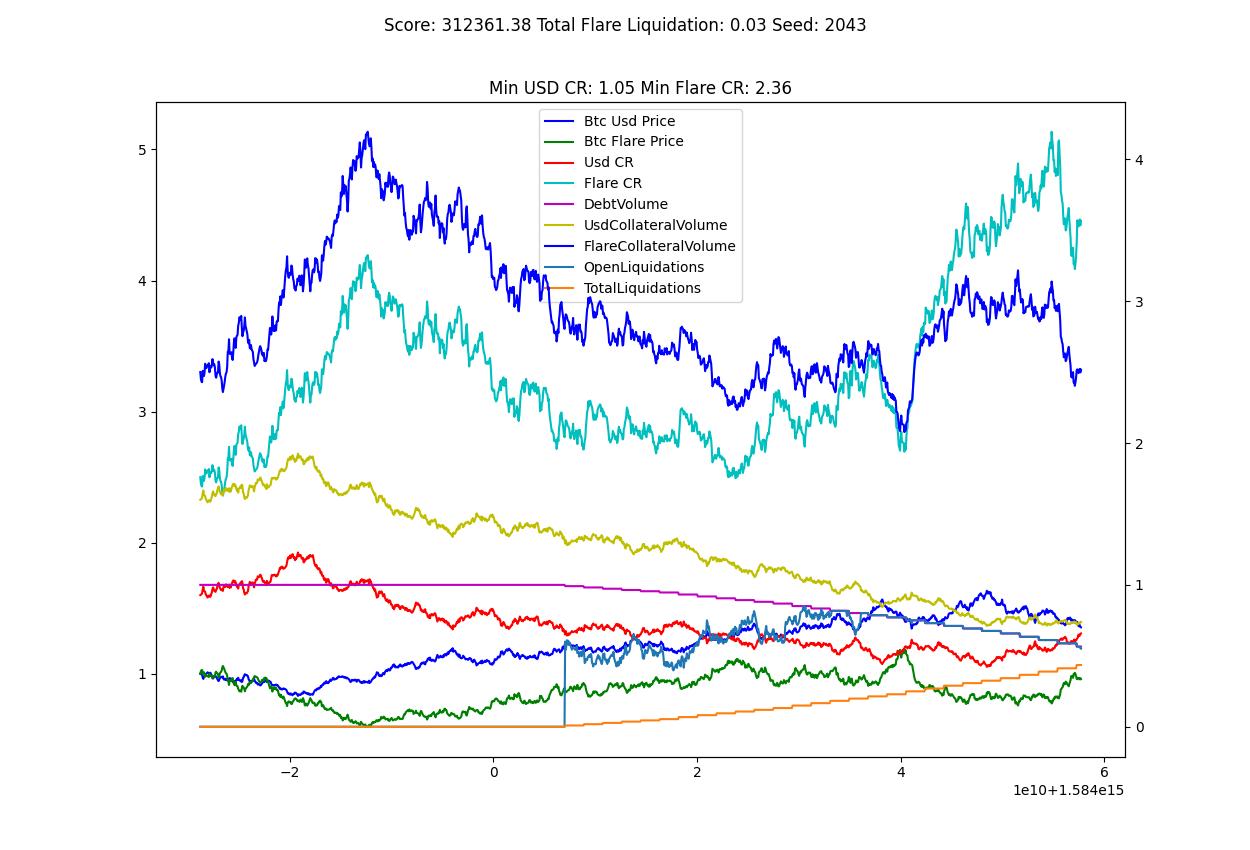 Score: 312361.38 Total Flare Liquidation: 0.03 Seed: 2043
Min USD CR: 1.05 Min Flare CR: 2.36
Btc Usd Price
Btc Flare Price
Usd CR
Flare CR
DebtVolume
UsdCollateralVolume
FlareCollateralVolume
OpenLiquidations
TotalLiquidations
5
4
3
2
1
4
3
2
1
0
−2
0
2
4
6
1e10+1.584e15